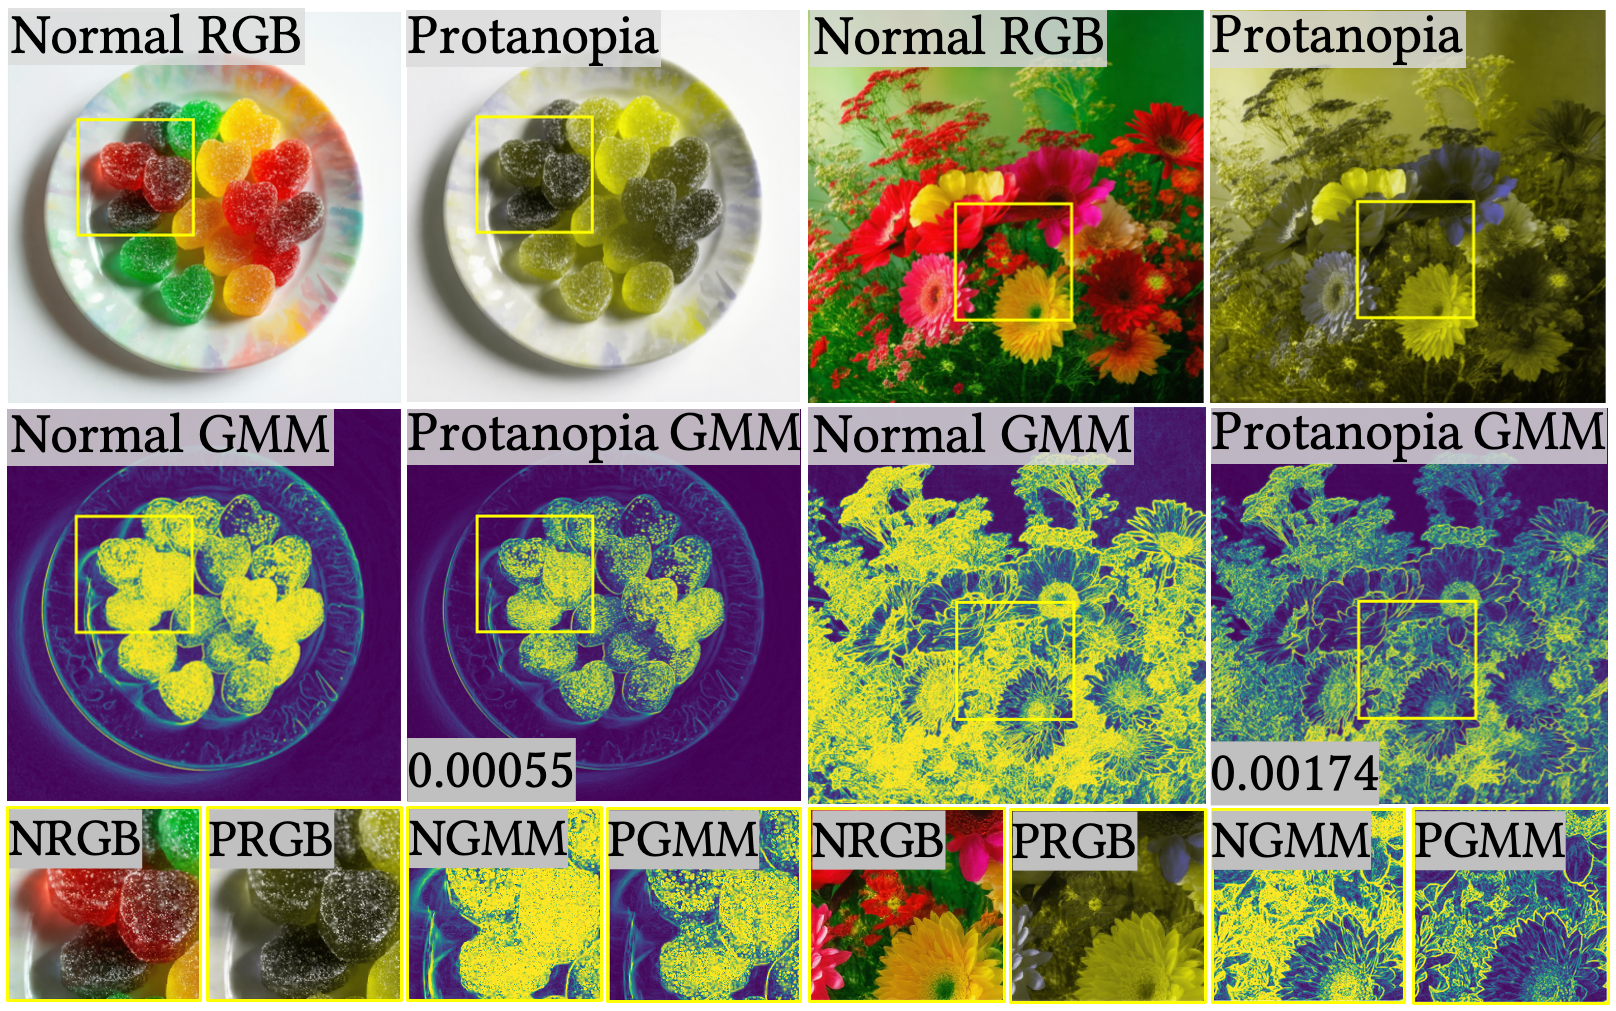 Normal RGB
Protanopia
Normal RGB
Protanopia
Normal GMM
Protanopia GMM
Normal GMM
Protanopia GMM
0.00055
0.00174
NRGB
PRGB
NGMM
PGMM
NRGB
PRGB
NGMM
PGMM